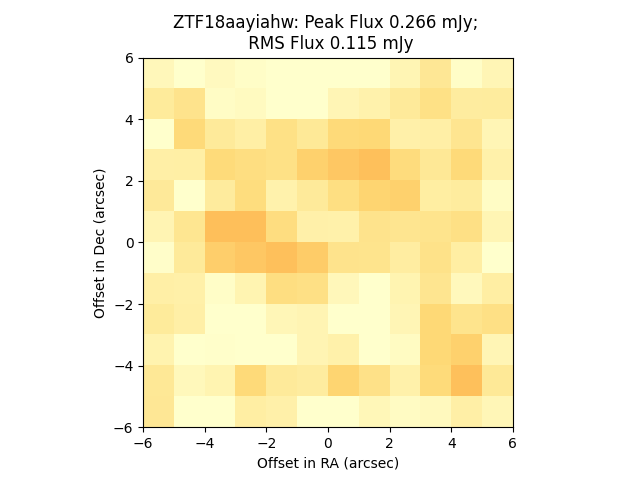 ZTF18aayiahw: Peak Flux 0.266 mJy;
RMS Flux 0.115 mJy
6
4
2
0
−2
−4
−6
Offset in Dec (arcsec)
−6 −4 −2 0 2 4 6
Offset in RA (arcsec)